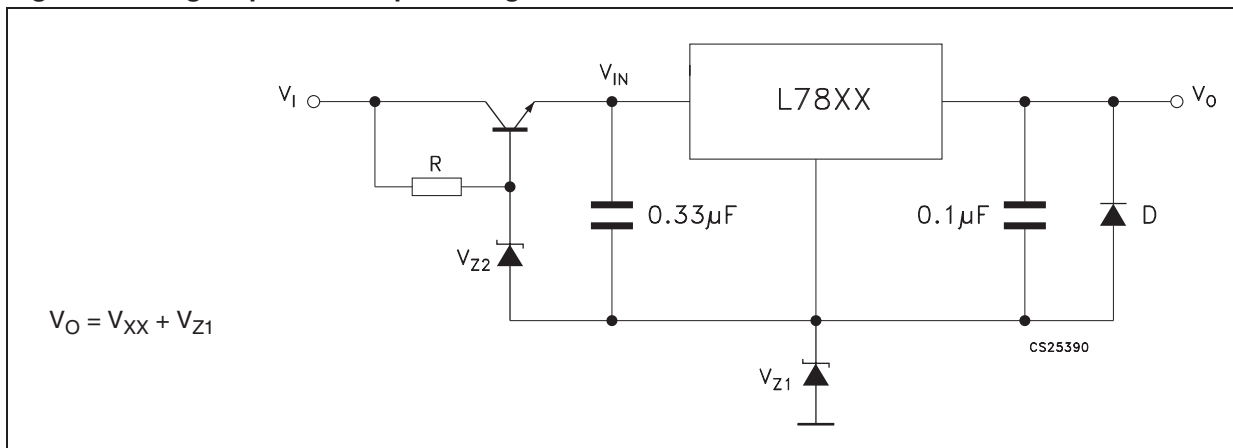 V_IN
V_I
L78XX
V_O
R
0.33µF
0.1µF
D
V_Z2
V_O = V_XX + V_Z1
CS25390
V_Z1